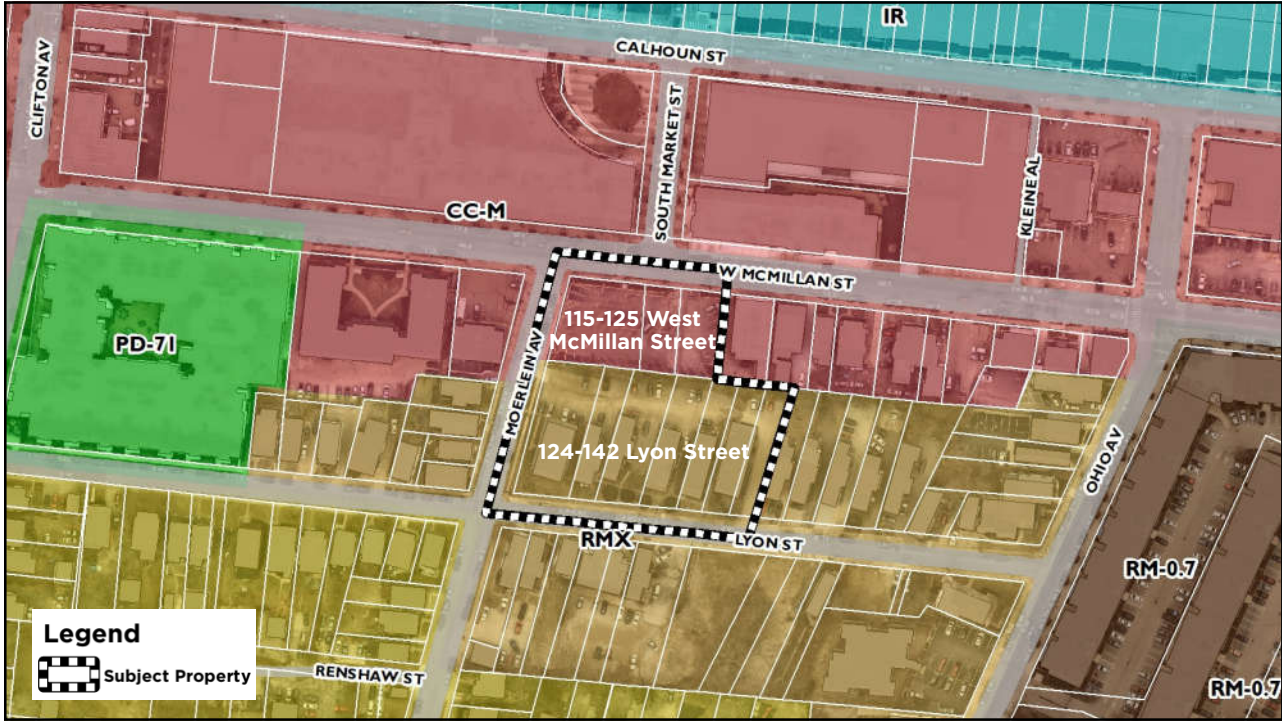 IR
CALHOUN ST
CLIFTON AV
SOUTH MARKET ST
KLEINE AL
CC-M
W MCMILLAN ST
115-125 West
McMillan Street
PD-71
MOERLEIN AV
124-142 Lyon Street
OHIO AV
RMX
LYON ST
RM-0.7
Legend
Subject Property
RENSHAW ST
RM-0.7